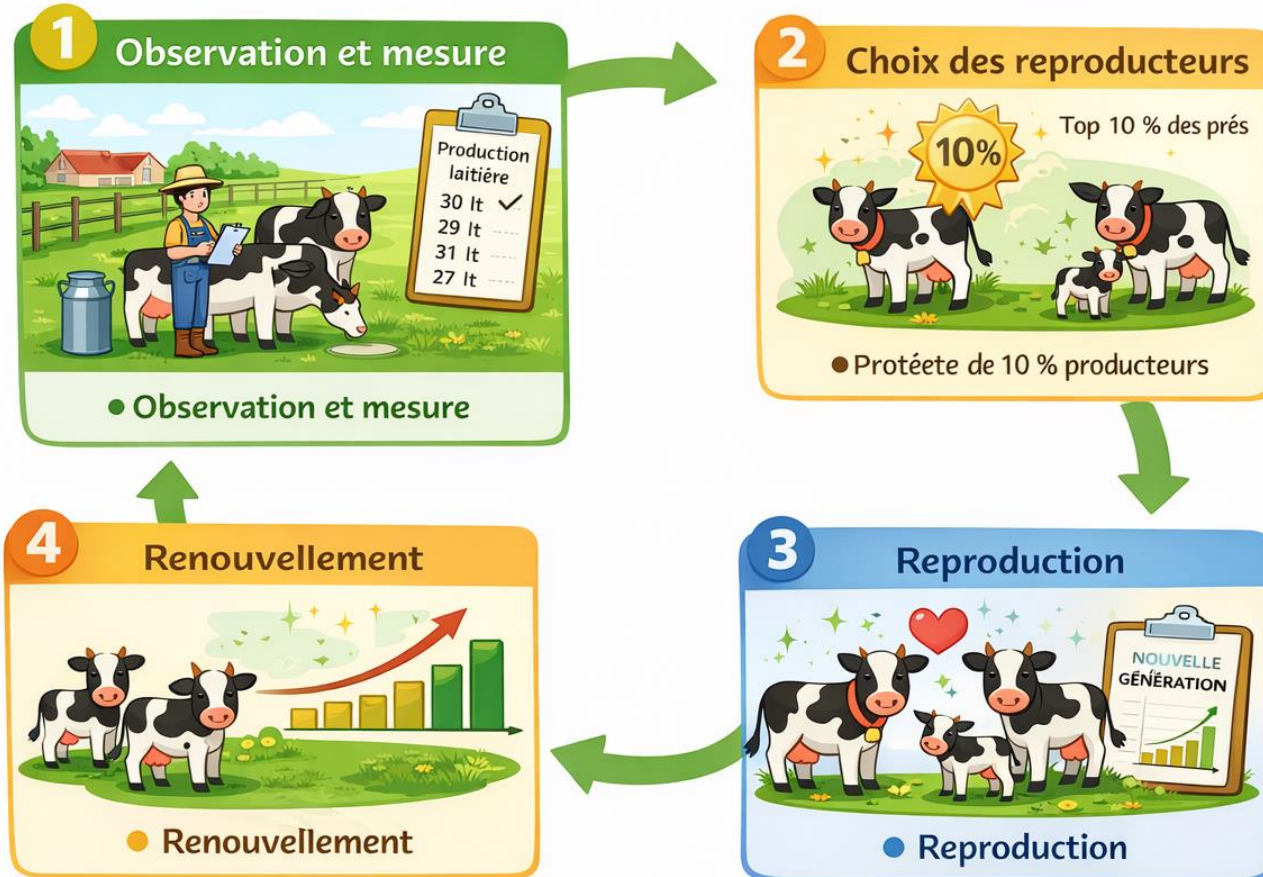 1
Observation et mesure
Production
laitière
30 lt ✓
29 lt
31 lt
27 lt
• Observation et mesure
2
Choix des reproducteurs
10%
Top 10 % des prés
• Protéete de 10 % producteurs
3
Reproduction
NOUVELLE
GÉNÉRATION
• Reproduction
4
Renouvellement
• Renouvellement